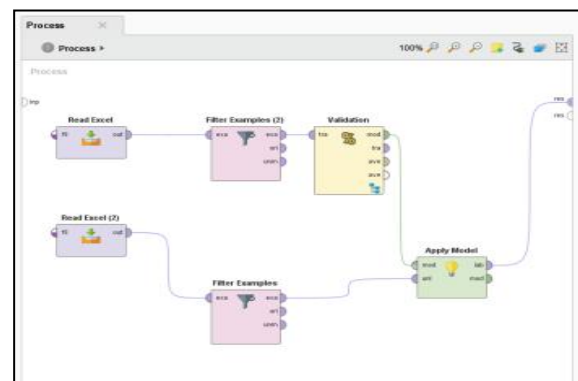 Process
Process
100%
Process
inp
res
res
Read Excel
fil
out
Filter Examples (2)
exa
exa
ori
unm
Validation
tra
mod
tra
ave
ave
Read Excel (2)
fil
out
Filter Examples
exa
exa
ori
unm
Apply Model
mod
lab
unl
mod